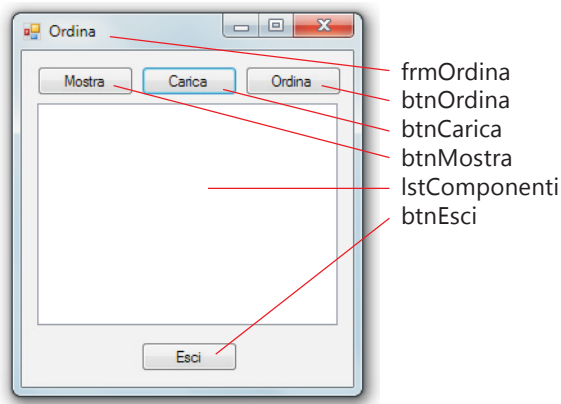 Ordina
Mostra
Carica
Ordina
Esci
frmOrdina
btnOrdina
btnCarica
btnMostra
lstComponenti
btnEsci